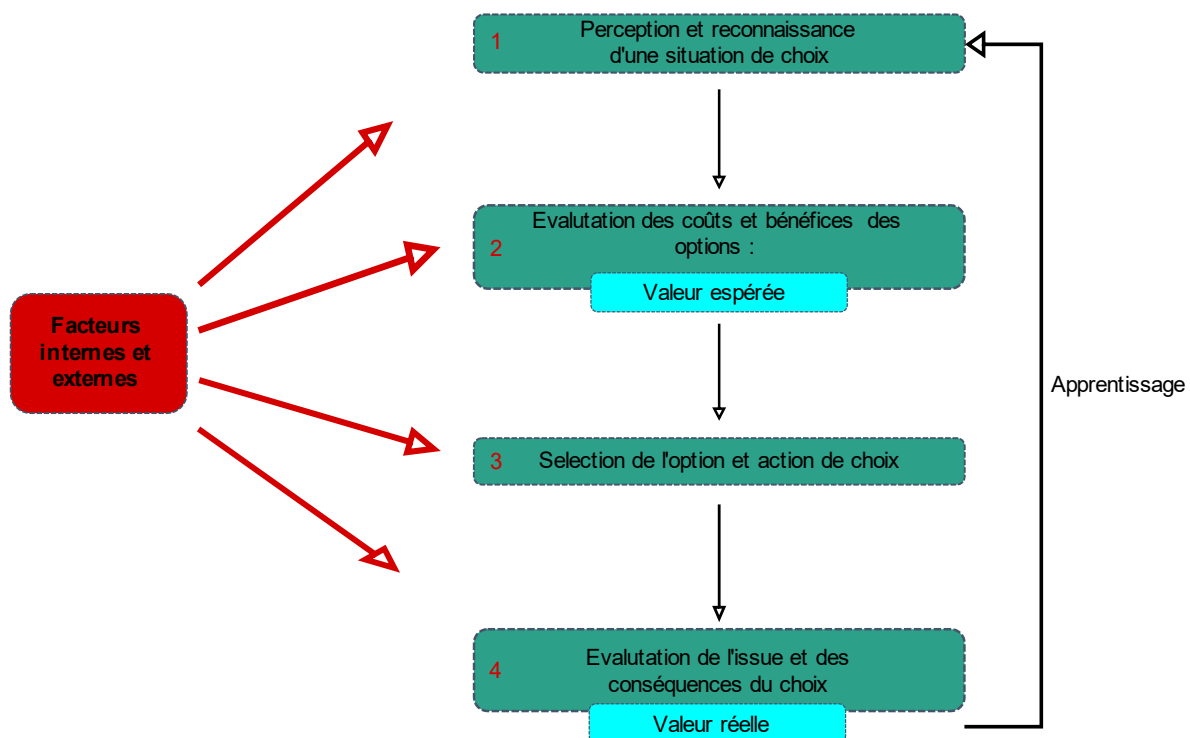 1
Perception et reconnaissance
d'une situation de choix
2
Evalutation des coûts et bénéfices des
options :
Valeur espérée
Facteurs
internes et
externes
Apprentissage
3
Selection de l'option et action de choix
4
Evalutation de l'issue et des
conséquences du choix
Valeur réelle